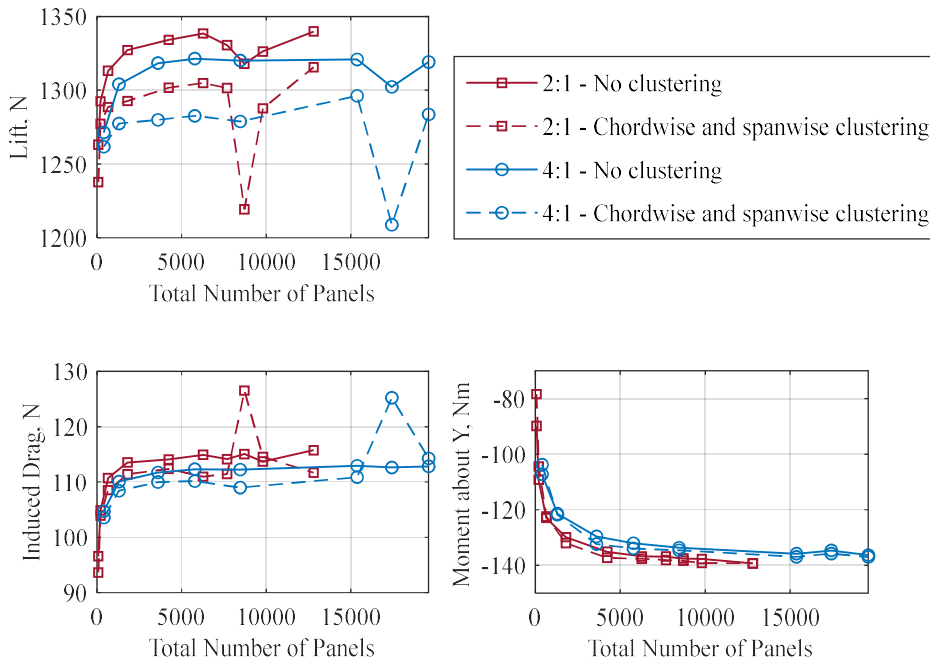 1350
1300
1250
1200
Lift, N
0 5000 10000 15000
Total Number of Panels
2:1 - No clustering
2:1 - Chordwise and spanwise clustering
4:1 - No clustering
4:1 - Chordwise and spanwise clustering
130
120
110
100
90
Induced Drag, N
0 5000 10000 15000
Total Number of Panels
-80
-100
-120
-140
Moment about Y, Nm
0 5000 10000 15000
Total Number of Panels